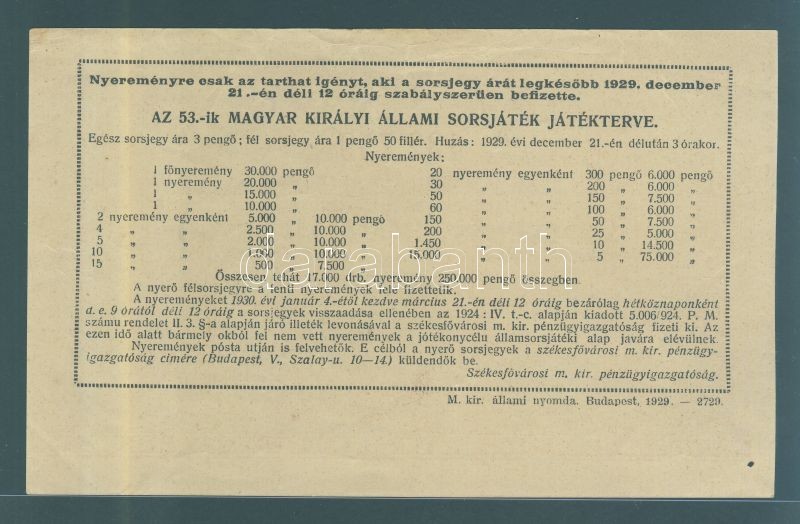 Nyereményre csak az tarthat igényt, aki a sorsjegy árát legkésőbb 1929. december
21.-én déli 12 óráig szabályszerüen befizette.
AZ 53.-ik MAGYAR KIRÁLYI ÁLLAMI SORSJÁTÉK JÁTÉKTERVE.
Egész sorsjegy ára 3 pengő; fél sorsjegy ára 1 pengő 50 fillér. Huzás: 1929. évi december 21.-én délután 3 órakor.
Nyeremények:
1 főnyeremény 30.000 pengő
1 nyeremény 20.000 „
1 „ 15.000 „
1 „ 10.000 „
2 nyeremény egyenként 5.000 „ 10.000 pengő
4 „ „ 2.500 „ 10.000 „
5 „ „ 2.000 „ 10.000 „
10 „ „ 1.000 „ 10.000 „
15 „ „ 500 „ 7.500 „
20 nyeremény egyenként 300 pengő 6.000 pengő
30 „ „ 200 „ 6.000 „
50 „ „ 150 „ 7.500 „
60 „ „ 100 „ 6.000 „
150 „ „ 50 „ 7.500 „
200 „ „ 25 „ 5.000 „
1.450 „ „ 10 „ 14.500 „
15.000 „ „ 5 „ 75.000 „
Összesen tehát 17.000 drb. nyeremény 250.000 pengő összegben.
A nyerő félsorsjegyre a fenti nyeremények fele fizettetik.
A nyereményeket 1930. évi január 4.-étől kezdve március 21.-én déli 12 óráig bezárólag hétköznaponként
d. e. 9 órától déli 12 óráig a sorsjegyek visszaadása ellenében az 1924 : IV. t.-c. alapján kiadott 5.006/924. P. M.
számu rendelet II. 3. §-a alapján járó illeték levonásával a székesfővárosi m. kir. pénzügyigazgatóság fizeti ki. Az
ezen idő alatt bármely okból fel nem vett nyeremények a jótékonycélu államsorsjátéki alap javára elévülnek.
Nyeremények pósta utján is felvehetők. E célból a nyerő sorsjegyek a székesfővárosi m. kir. pénzügy-
igazgatóság cimére (Budapest, V., Szalay-u. 10—14.) küldendők be.
Székesfővárosi m. kir. pénzügyigazgatóság.
M. kir. állami nyomda. Budapest, 1929. — 2729.
darabanth